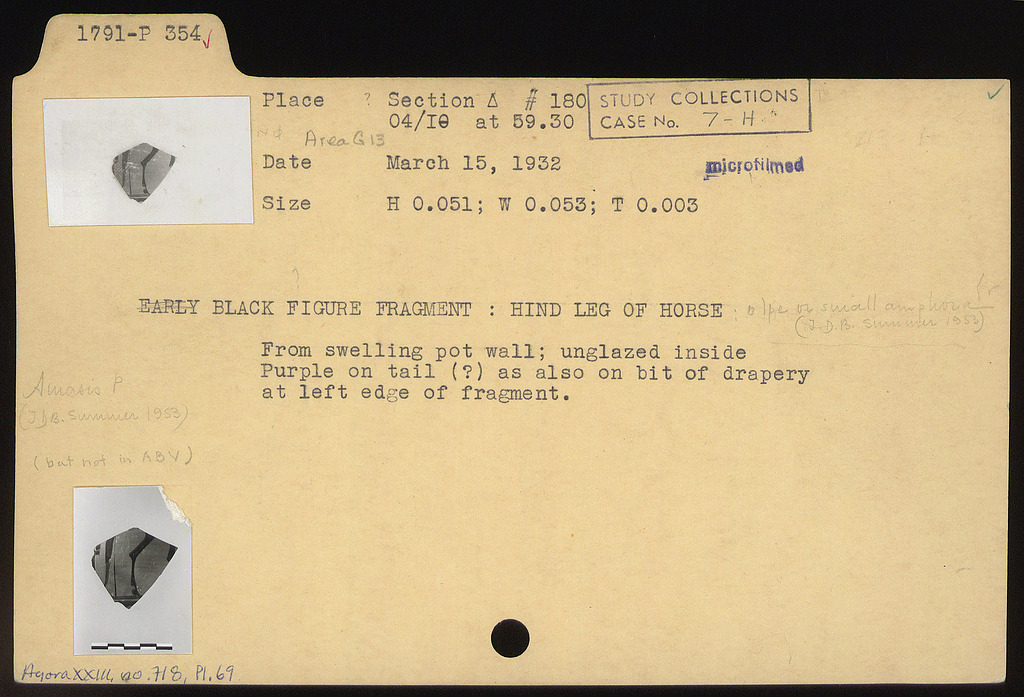 1791-P 354 ✓
Place ? Section Δ # 180
04/ΙΘ at 59.30
STUDY COLLECTIONS
CASE No. 7-H
Area G13
Date March 15, 1932
microfilmed
Size H 0.051; W 0.053; T 0.003
?
EARLY BLACK FIGURE FRAGMENT : HIND LEG OF HORSE : olpe or small amphora fr
(J.D.B. Summer 1953)
From swelling pot wall; unglazed inside
Purple on tail (?) as also on bit of drapery
at left edge of fragment.
Amasis P
(J.D.B. Summer 1953)
(but not in ABV)
Agora XXIII, no. 718, Pl. 69